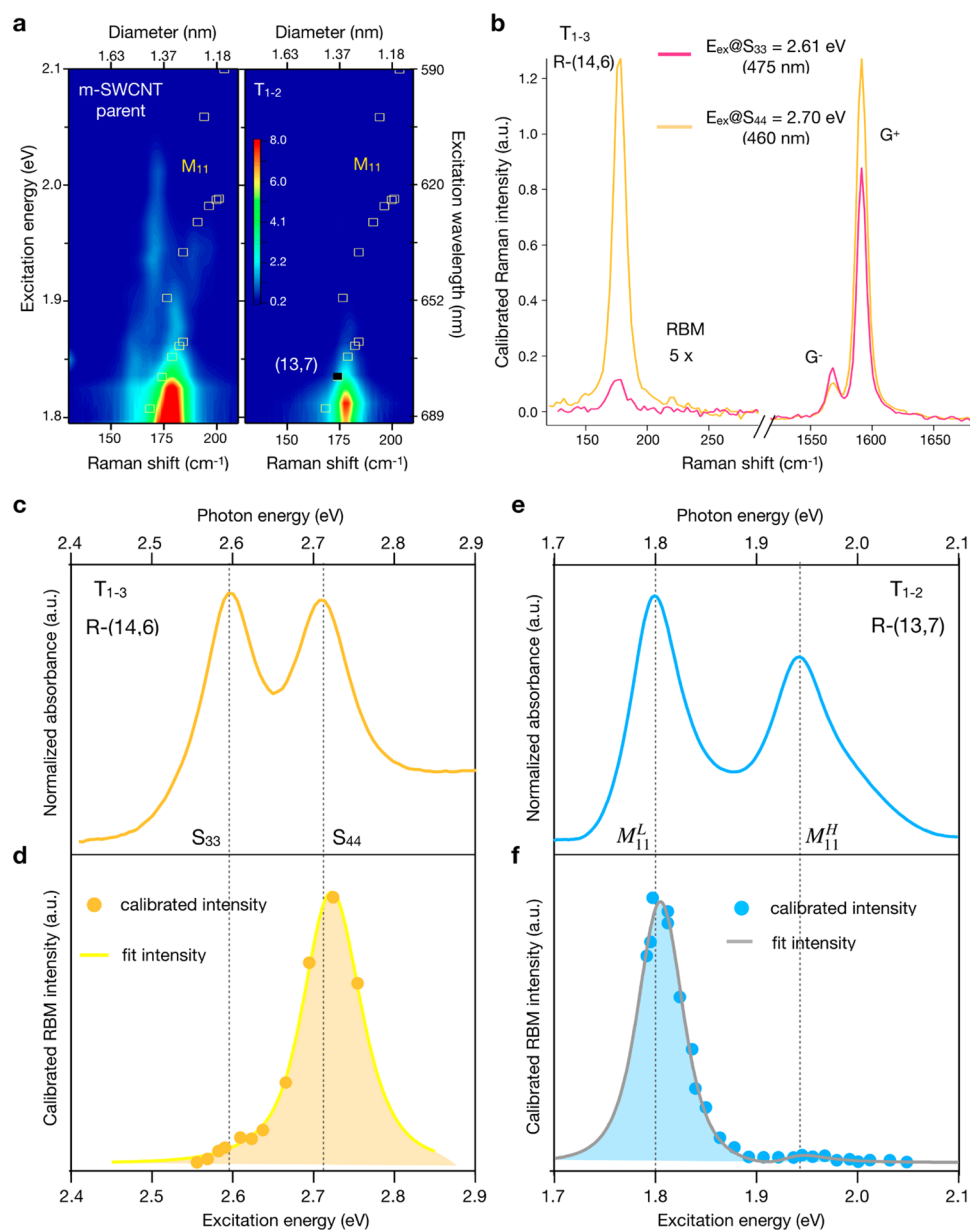 a
Diameter (nm)
Diameter (nm)
1.63 1.37 1.18
1.63 1.37 1.18
2.1
2.0
1.9
1.8
Excitation energy (eV)
m-SWCNT
parent
M₁₁
T₁₋₂
8.0
6.0
4.1
2.2
0.2
M₁₁
(13,7)
590
620
652
689
Excitation wavelength (nm)
150 175 200
150 175 200
Raman shift (cm⁻¹)
Raman shift (cm⁻¹)
b
T₁₋₃
R-(14,6)
Eₑₓ@S₃₃ = 2.61 eV
(475 nm)
Eₑₓ@S₄₄ = 2.70 eV
(460 nm)
G⁺
RBM
5 x
G⁻
1.2
1.0
0.8
0.6
0.4
0.2
0.0
Calibrated Raman intensity (a.u.)
150 200 250 1550 1600 1650
Raman shift (cm⁻¹)
c
Photon energy (eV)
2.4 2.5 2.6 2.7 2.8 2.9
T₁₋₃
R-(14,6)
Normalized absorbance (a.u.)
S₃₃ S₄₄
d
calibrated intensity
fit intensity
Calibrated RBM intensity (a.u.)
2.4 2.5 2.6 2.7 2.8 2.9
Excitation energy (eV)
e
Photon energy (eV)
1.7 1.8 1.9 2.0 2.1
T₁₋₂
R-(13,7)
Normalized absorbance (a.u.)
M₁₁ᴸ M₁₁ᴴ
f
calibrated intensity
fit intensity
Calibrated RBM intensity (a.u.)
1.7 1.8 1.9 2.0 2.1
Excitation energy (eV)